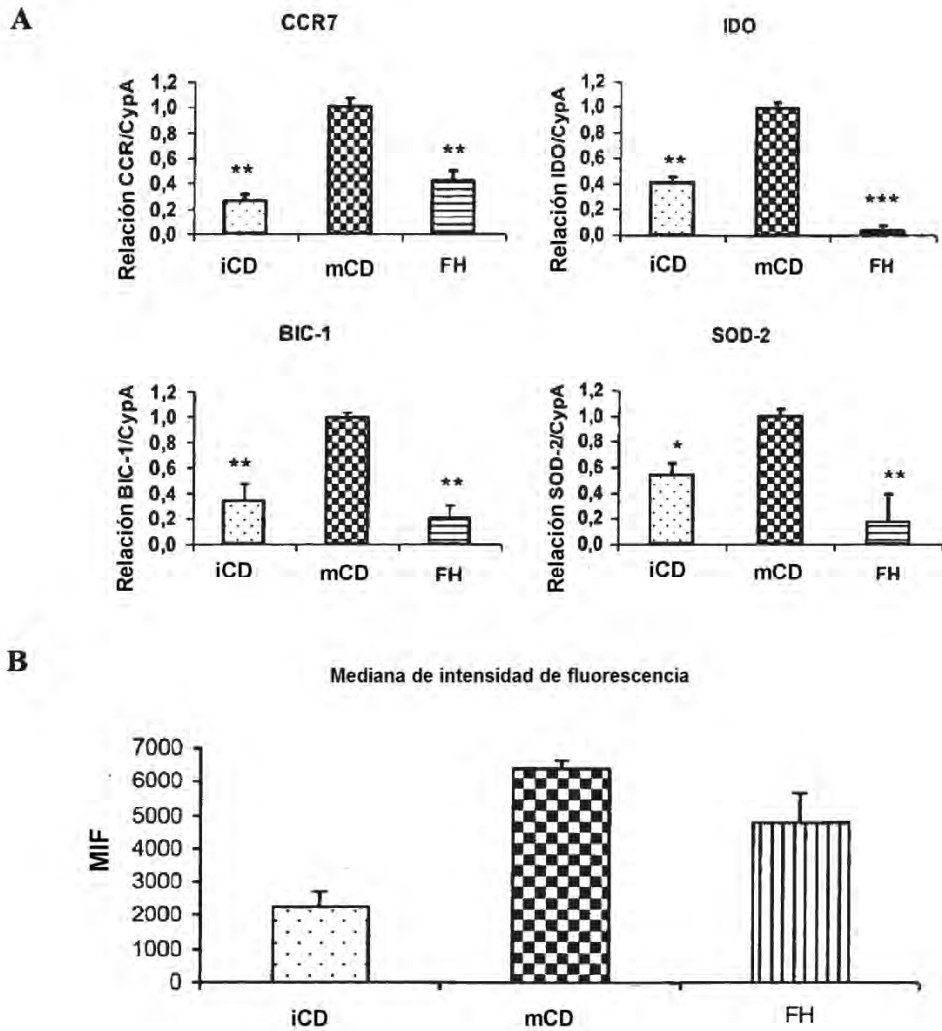 A
CCR7
Relación CCR/CypA
1,2
1,0
0,8
0,6
0,4
0,2
0,0
**
**
iCD
mCD
FH
IDO
Relación IDO/CypA
1,2
1,0
0,8
0,6
0,4
0,2
0,0
**
***
iCD
mCD
FH
BIC-1
Relación BIC-1/CypA
1,2
1,0
0,8
0,6
0,4
0,2
0,0
**
**
iCD
mCD
FH
SOD-2
Relación SOD-2/CypA
1,2
1,0
0,8
0,6
0,4
0,2
0,0
*
**
iCD
mCD
FH
B
Mediana de intensidad de fluorescencia
MIF
7000
6000
5000
4000
3000
2000
1000
0
iCD
mCD
FH